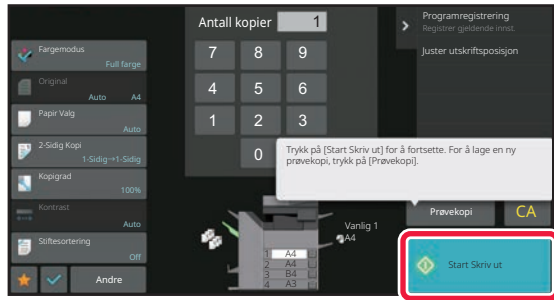 Antall kopier 1
Programregistrering
Registrer gjeldende innst.
Juster utskriftsposisjon
Fargemodus
Full farge
Original
Auto A4
Papir Valg
Auto
2-Sidig Kopi
1-Sidig→1-Sidig
Kopigrad
100%
Kontrast
Auto
Stiftesortering
Off
Andre
7 8 9
4 5 6
1 2 3
0
Trykk på [Start Skriv ut] for å fortsette. For å lage en ny
prøvekopi, trykk på [Prøvekopi].
Vanlig 1
A4
1 A4
2 A4
3 B4
4 A3
Prøvekopi
CA
Start Skriv ut